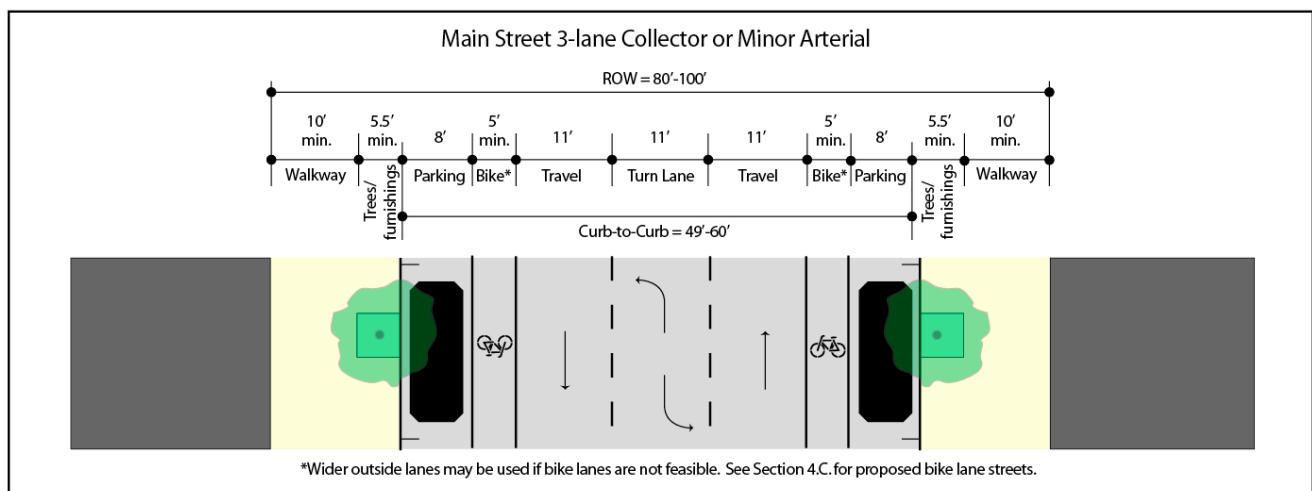 Main Street 3-lane Collector or Minor Arterial
ROW = 80′-100′
10′ min.
5.5′ min.
8′
5′ min.
11′
11′
11′
5′ min.
8′
5.5′ min.
10′ min.
Walkway
Trees/ furnishings
Parking
Bike*
Travel
Turn Lane
Travel
Bike*
Parking
Trees/ furnishings
Walkway
Curb-to-Curb = 49′-60′
*Wider outside lanes may be used if bike lanes are not feasible. See Section 4.C. for proposed bike lane streets.